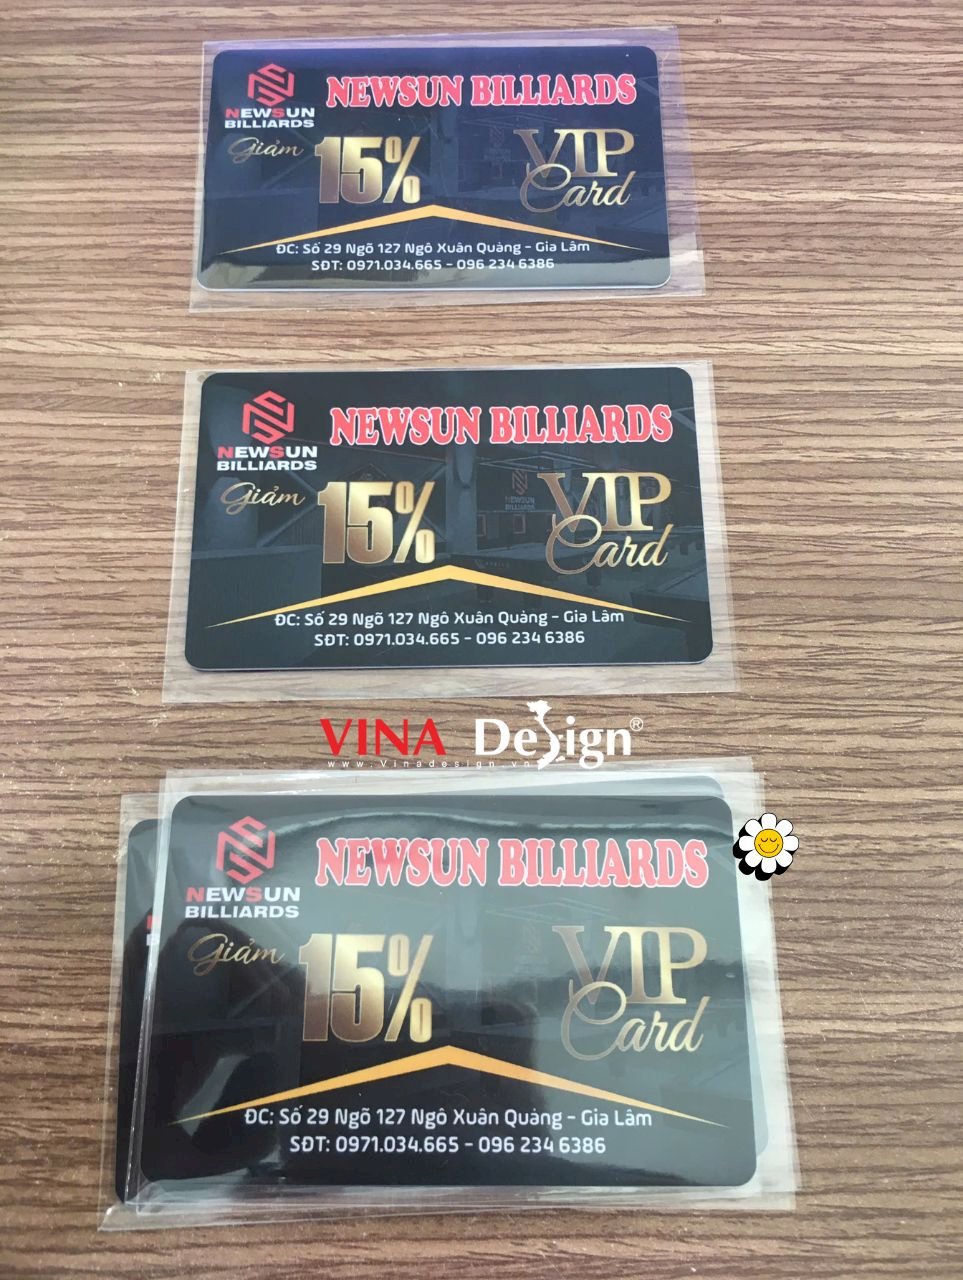 NEWSUN
BILLIARDS
NEWSUN BILLIARDS
Giảm 15%
VIP
Card
ĐC: Số 29 Ngõ 127 Ngô Xuân Quảng - Gia Lâm
SĐT: 0971.034.665 - 096 234 6386
NEWSUN
BILLIARDS
NEWSUN BILLIARDS
Giảm 15%
VIP
Card
ĐC: Số 29 Ngõ 127 Ngô Xuân Quảng - Gia Lâm
SĐT: 0971.034.665 - 096 234 6386
VINA Design®
www.Vinadesign.vn
NEWSUN
BILLIARDS
NEWSUN BILLIARDS
Giảm 15%
VIP
Card
ĐC: Số 29 Ngõ 127 Ngô Xuân Quảng - Gia Lâm
SĐT: 0971.034.665 - 096 234 6386